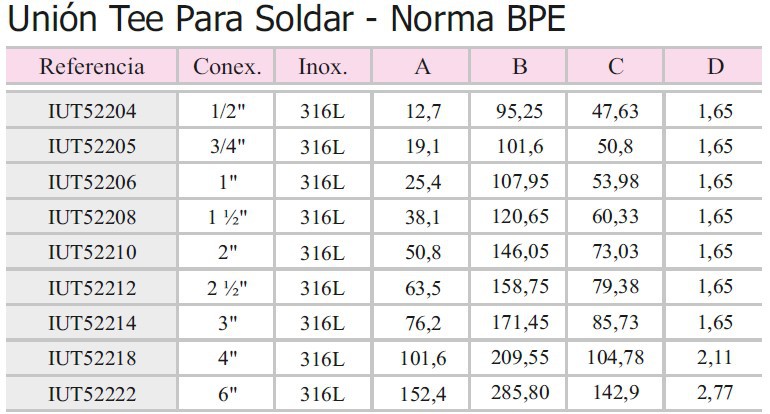 Unión Tee Para Soldar - Norma BPE
Referencia Conex. Inox. A B C D
IUT52204 1/2" 316L 12,7 95,25 47,63 1,65
IUT52205 3/4" 316L 19,1 101,6 50,8 1,65
IUT52206 1" 316L 25,4 107,95 53,98 1,65
IUT52208 1 ½" 316L 38,1 120,65 60,33 1,65
IUT52210 2" 316L 50,8 146,05 73,03 1,65
IUT52212 2 ½" 316L 63,5 158,75 79,38 1,65
IUT52214 3" 316L 76,2 171,45 85,73 1,65
IUT52218 4" 316L 101,6 209,55 104,78 2,11
IUT52222 6" 316L 152,4 285,80 142,9 2,77